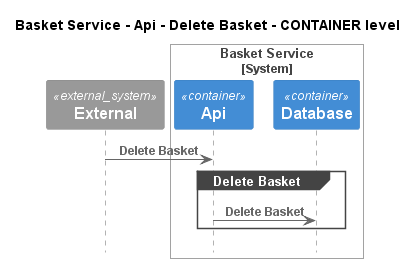 Basket Service - Api - Delete Basket - CONTAINER level
Basket Service
[System]
«external_system»
External
«container»
Api
«container»
Database
Delete Basket
Delete Basket
Delete Basket